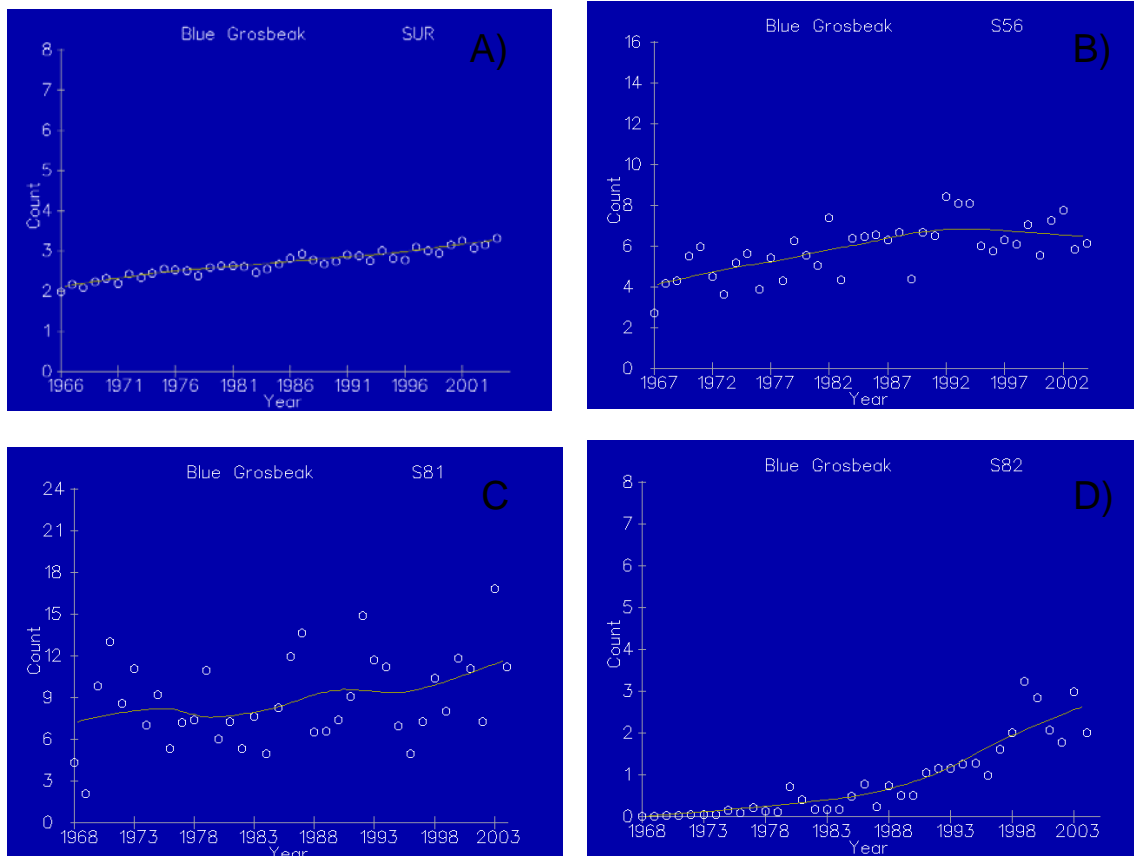 Blue Grosbeak SUR A)
8
7
6
5
4
3
2
1
0
Count
1966 1971 1976 1981 1986 1991 1996 2001
Year
Blue Grosbeak S56 B)
16
14
12
10
8
6
4
2
0
Count
1967 1972 1977 1982 1987 1992 1997 2002
Year
Blue Grosbeak S81 C
24
21
18
15
12
9
6
3
0
Count
1968 1973 1978 1983 1988 1993 1998 2003
Year
Blue Grosbeak S82 D)
8
7
6
5
4
3
2
1
0
Count
1968 1973 1978 1983 1988 1993 1998 2003
Year